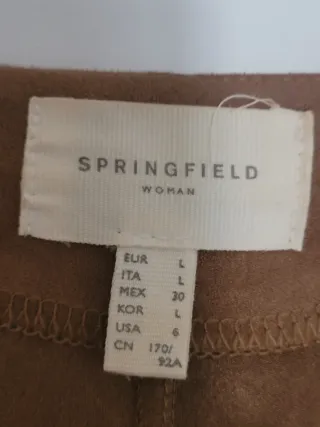 SPRINGFIELD
WOMAN
EUR L
ITA L
MEX 30
KOR L
USA 6
CN 170/
92A